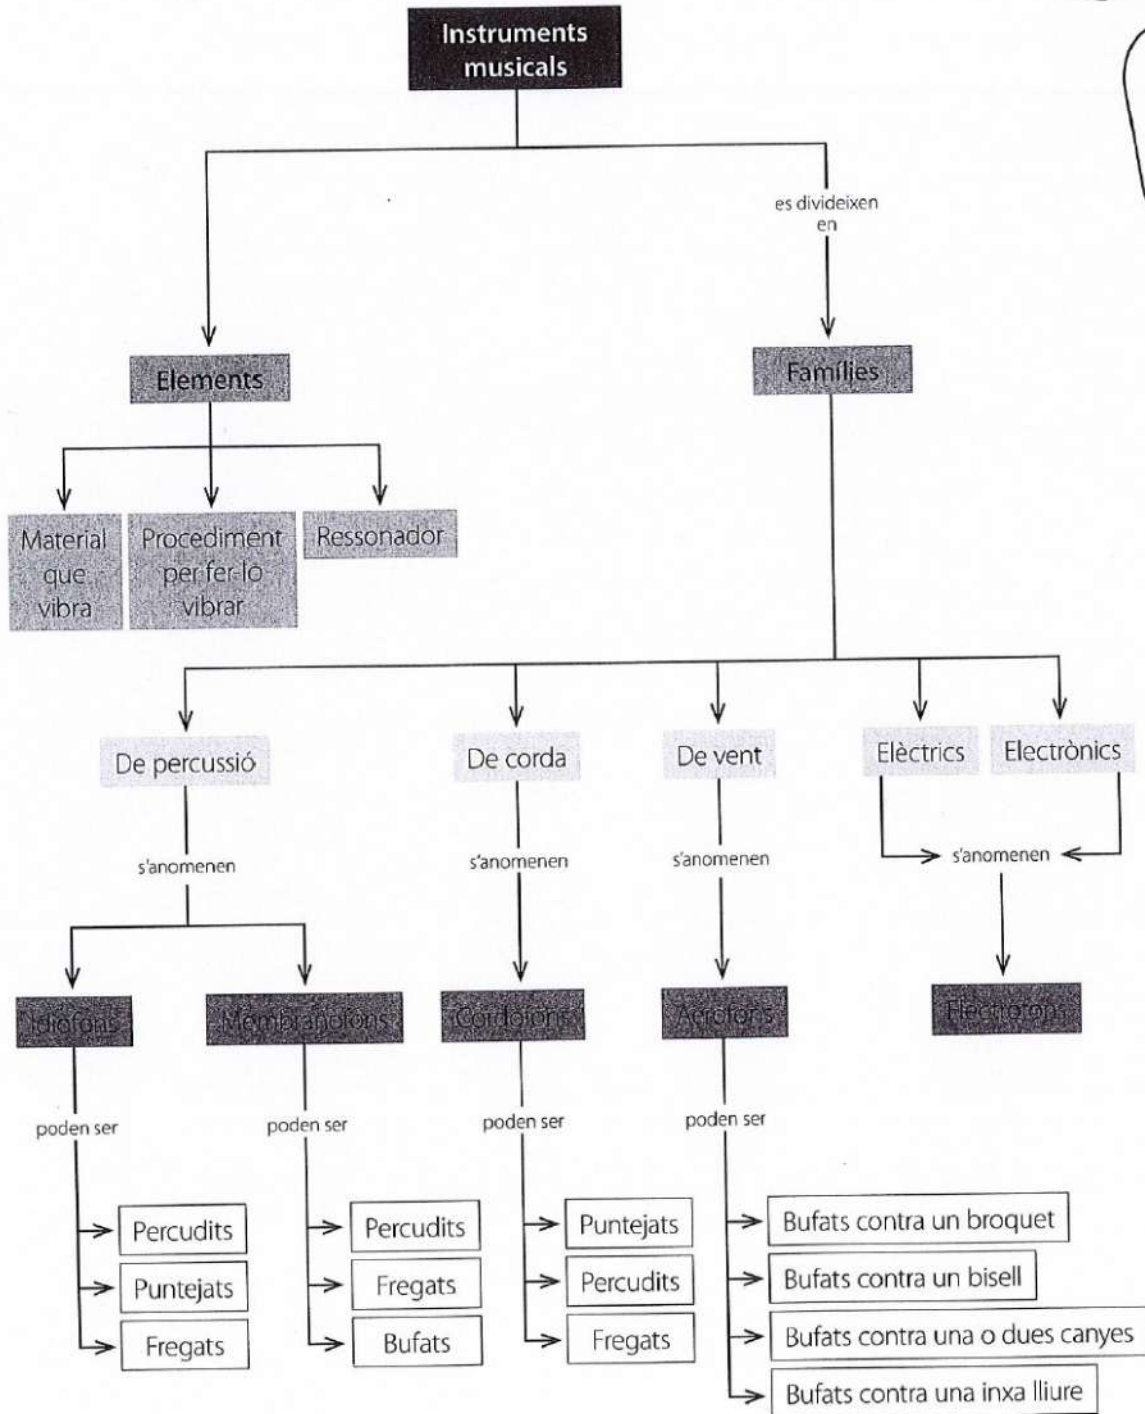 Instruments
musicals
es divideixen
en
Elements
Famílies
Material
que
vibra
Procediment
per fer-lo
vibrar
Ressonador
De percussió
De corda
De vent
Elèctrics
Electrònics
s'anomenen
s'anomenen
s'anomenen
s'anomenen
Idiòfons
Membranòfons
Cordòfons
Aeròfons
Electròfons
poden ser
poden ser
poden ser
poden ser
Percudits
Puntejats
Fregats
Percudits
Fregats
Bufats
Puntejats
Percudits
Fregats
Bufats contra un broquet
Bufats contra un bisell
Bufats contra una o dues canyes
Bufats contra una inxa lliure